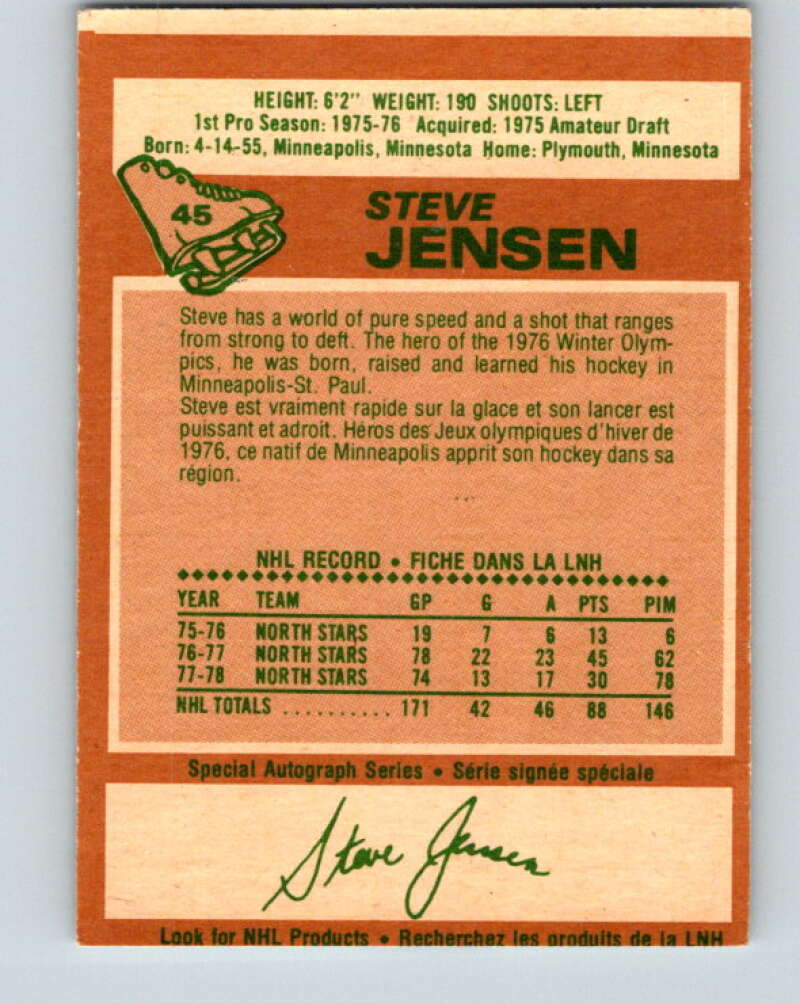 HEIGHT: 6'2" WEIGHT: 190 SHOOTS: LEFT
1st Pro Season: 1975-76 Acquired: 1975 Amateur Draft
Born: 4-14-55, Minneapolis, Minnesota Home: Plymouth, Minnesota
45
STEVE
JENSEN
Steve has a world of pure speed and a shot that ranges
from strong to deft. The hero of the 1976 Winter Olym-
pics, he was born, raised and learned his hockey in
Minneapolis-St. Paul.
Steve est vraiment rapide sur la glace et son lancer est
puissant et adroit. Héros des Jeux olympiques d'hiver de
1976, ce natif de Minneapolis apprit son hockey dans sa
région.
NHL RECORD • FICHE DANS LA LNH
YEAR TEAM GP G A PTS PIM
75-76 NORTH STARS 19 7 6 13 6
76-77 NORTH STARS 78 22 23 45 62
77-78 NORTH STARS 74 13 17 30 78
NHL TOTALS .......... 171 42 46 88 146
Special Autograph Series • Série signée spéciale
Steve Jensen
Look for NHL Products • Recherchez les produits de la LNH